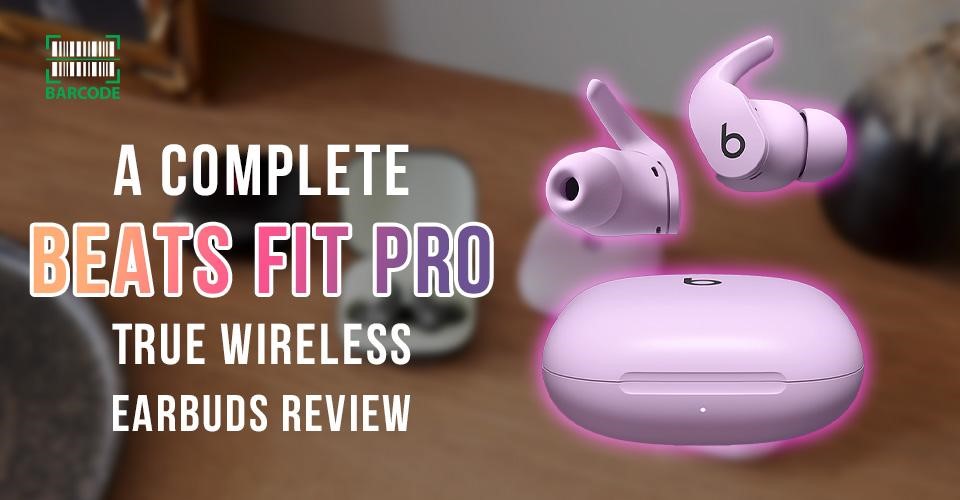 BARCODE
A COMPLETE
BEATS FIT PRO
TRUE WIRELESS
EARBUDS REVIEW
b
b